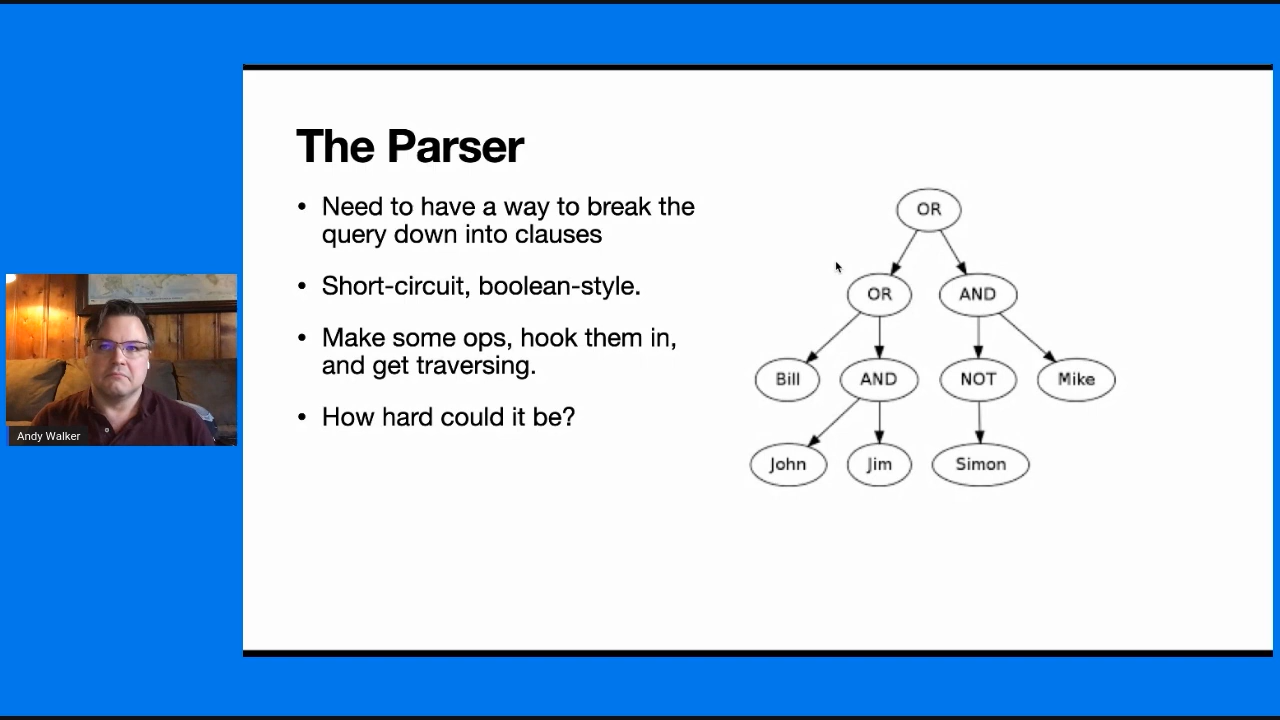 The Parser
• Need to have a way to break the
query down into clauses
• Short-circuit, boolean-style.
• Make some ops, hook them in,
and get traversing.
• How hard could it be?
OR
OR AND
Bill AND NOT Mike
John Jim Simon
Andy Walker